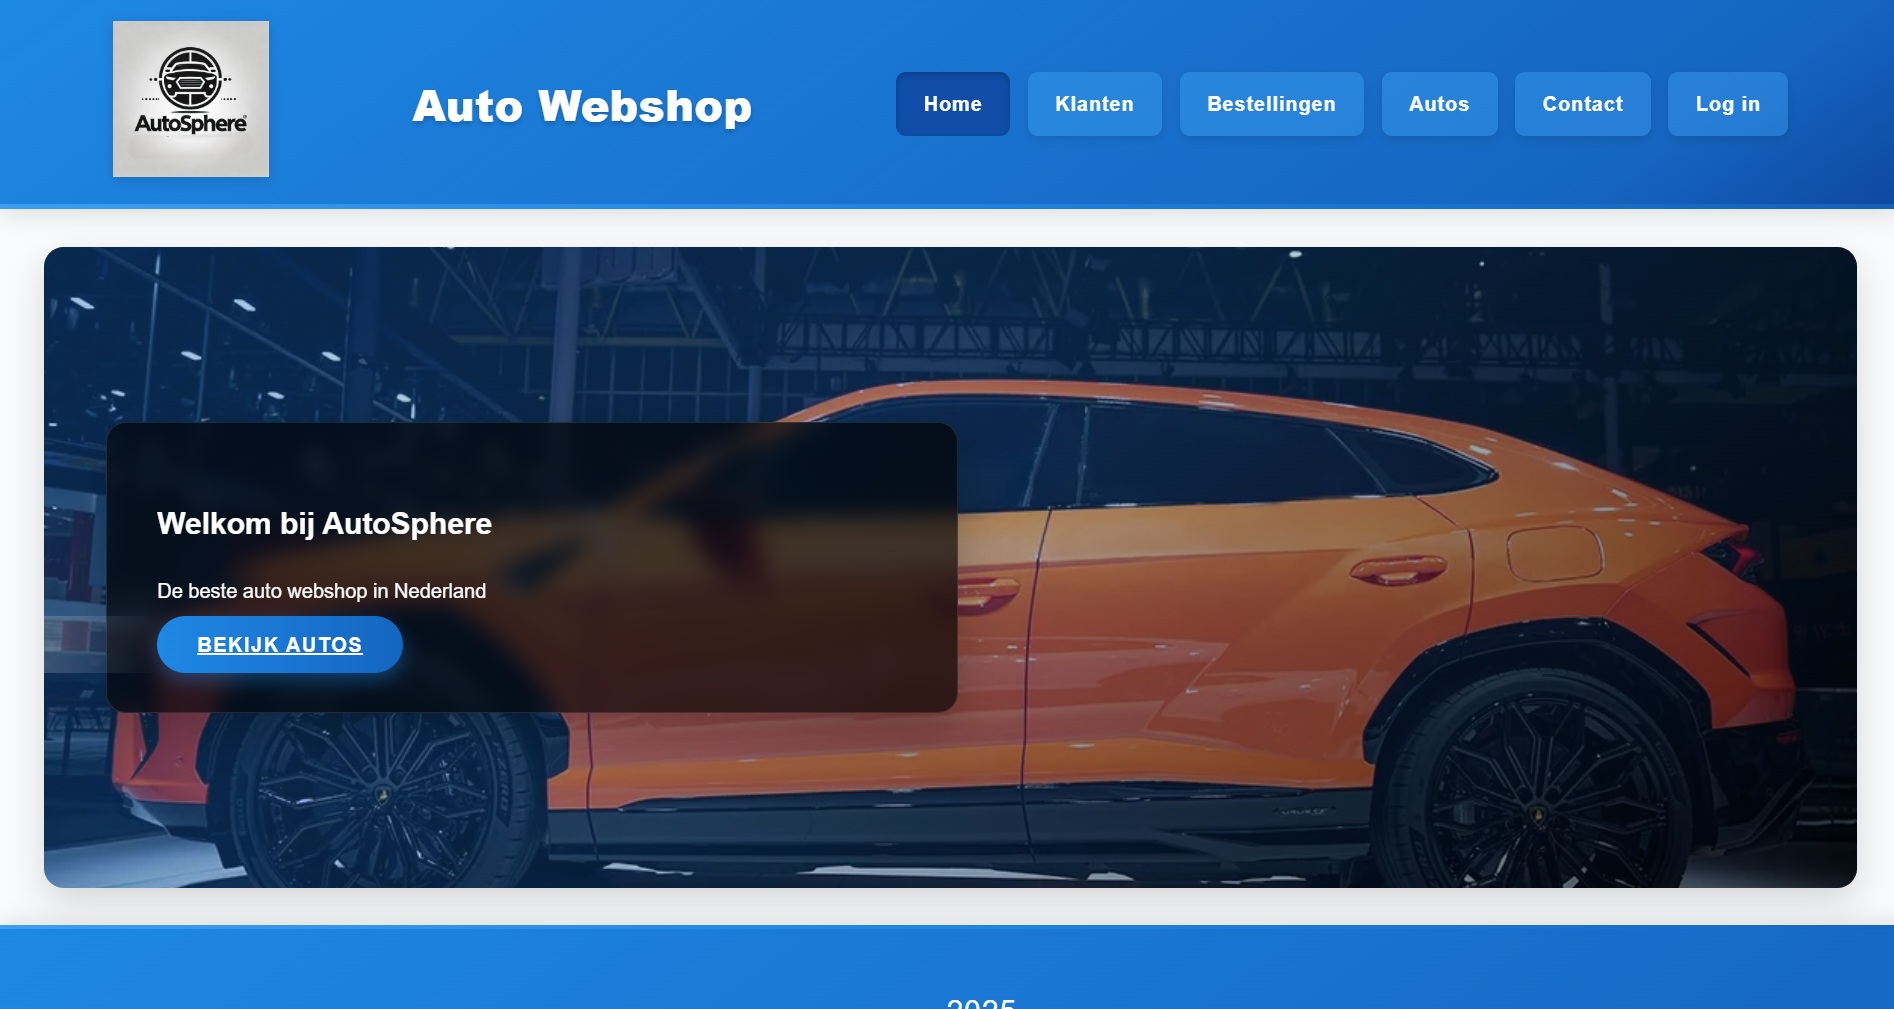 AutoSphere
Auto Webshop
Home
Klanten
Bestellingen
Autos
Contact
Log in
Welkom bij AutoSphere
De beste auto webshop in Nederland
BEKIJK AUTOS
2025